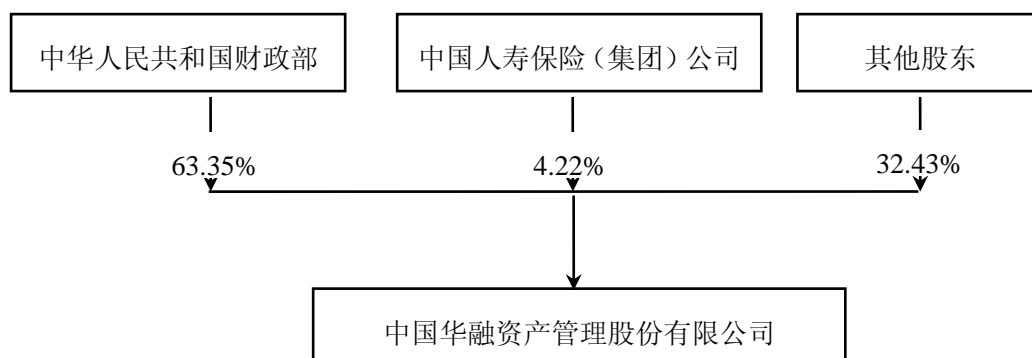 中华人民共和国财政部
中国人寿保险（集团）公司
其他股东
63.35%
4.22%
32.43%
中国华融资产管理股份有限公司